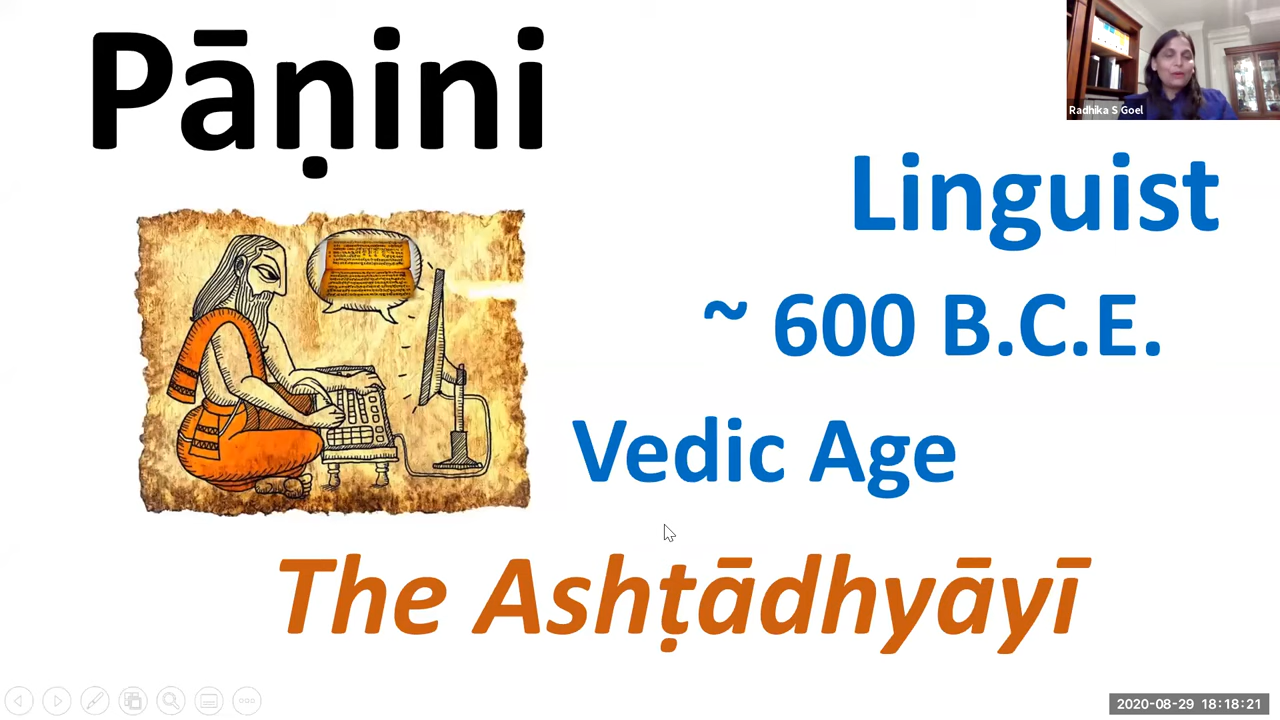 Pāṇini
Radhika S Goel
Linguist
~ 600 B.C.E.
Vedic Age
The Ashṭādhyāyī
2020-08-29 18:18:21